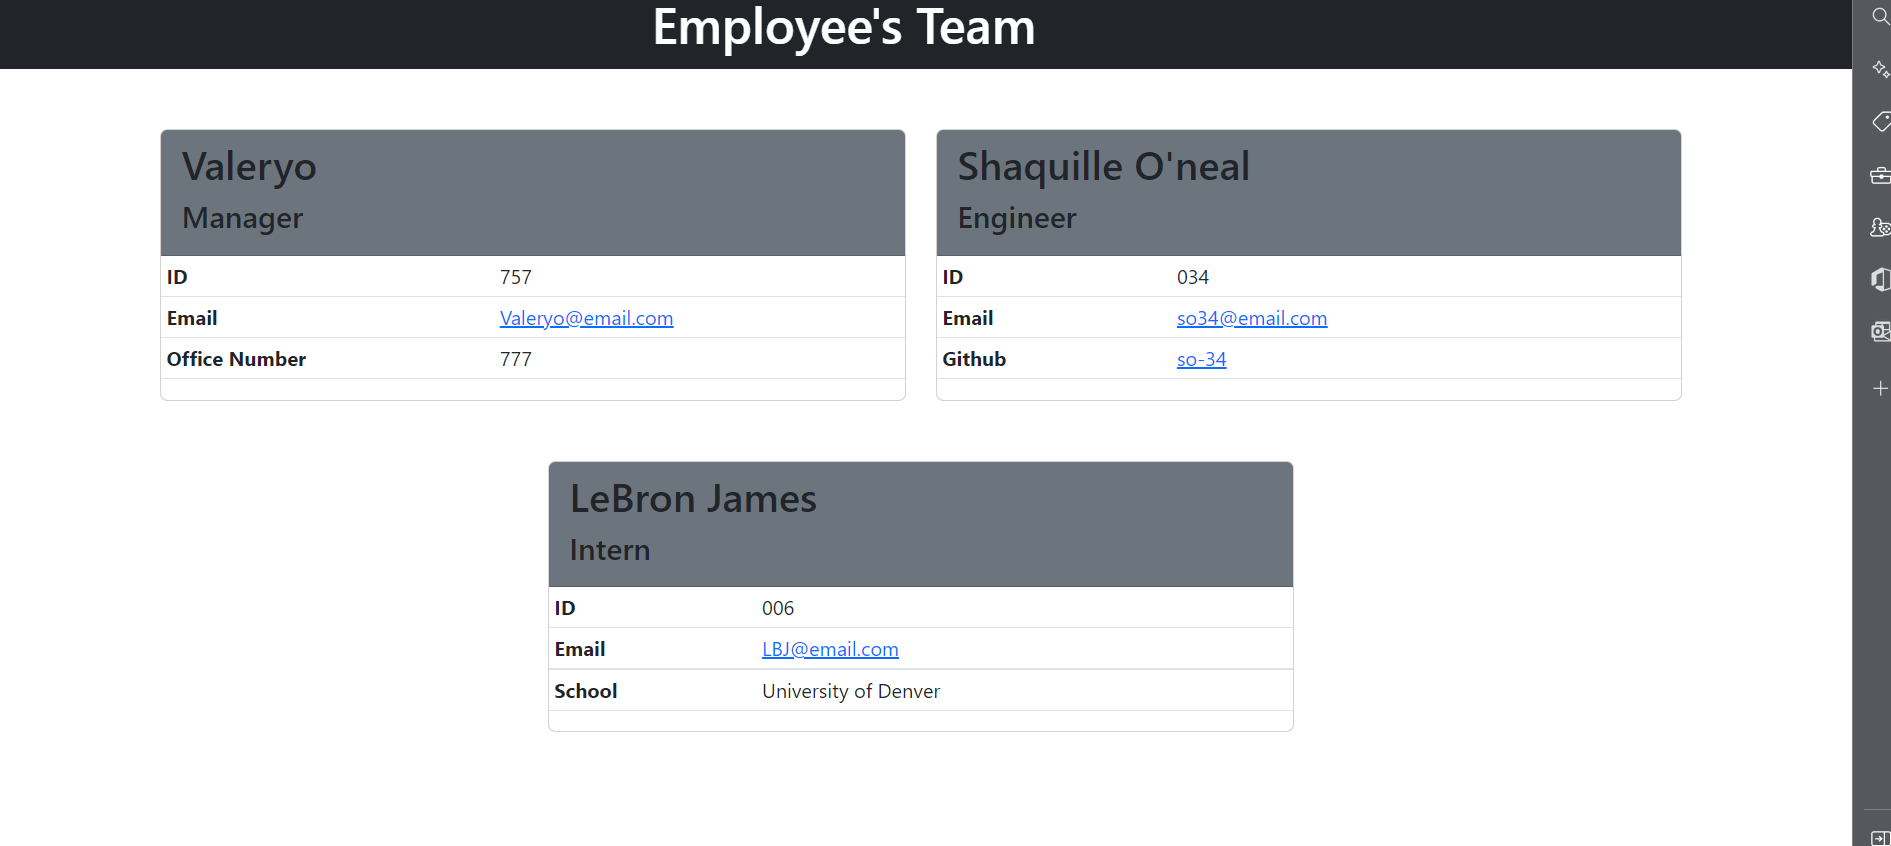 Employee's Team
Valeryo
Manager
ID 757
Email Valeryo@email.com
Office Number 777
Shaquille O'neal
Engineer
ID 034
Email so34@email.com
Github so-34
LeBron James
Intern
ID 006
Email LBJ@email.com
School University of Denver